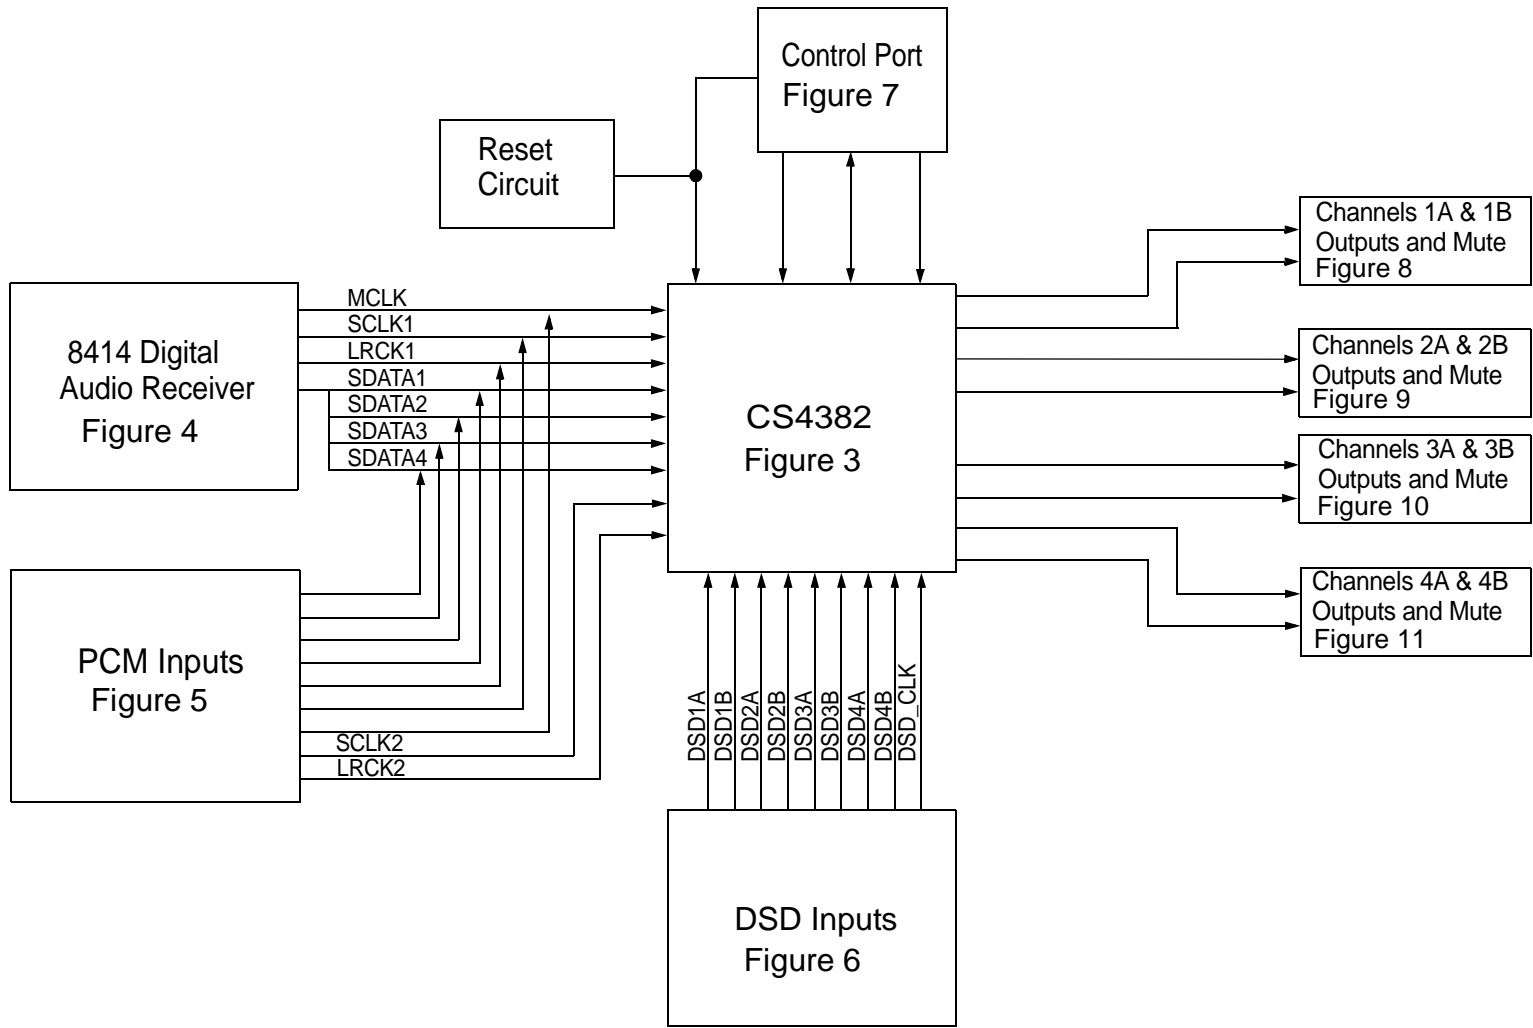 Control Port
Figure 7
Reset
Circuit
Channels 1A & 1B
Outputs and Mute
Figure 8
MCLK
SCLK1
LRCK1
SDATA1
SDATA2
SDATA3
SDATA4
8414 Digital
Audio Receiver
Figure 4
CS4382
Figure 3
Channels 2A & 2B
Outputs and Mute
Figure 9
Channels 3A & 3B
Outputs and Mute
Figure 10
Channels 4A & 4B
Outputs and Mute
Figure 11
PCM Inputs
Figure 5
SCLK2
LRCK2
DSD1A
DSD1B
DSD2A
DSD2B
DSD3A
DSD3B
DSD4A
DSD4B
DSD_CLK
DSD Inputs
Figure 6